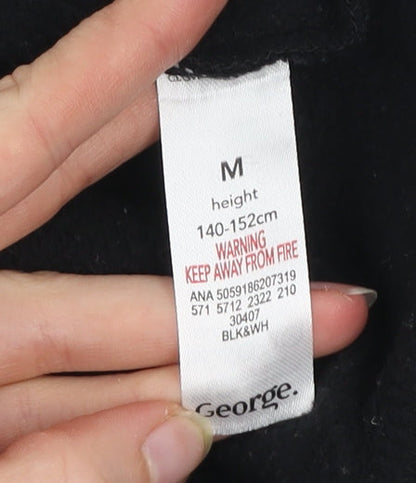 M
height
140-152cm
WARNING
KEEP AWAY FROM FIRE
ANA 5059186207319
571 5712 2322 210
30407
BLK&WH
George.